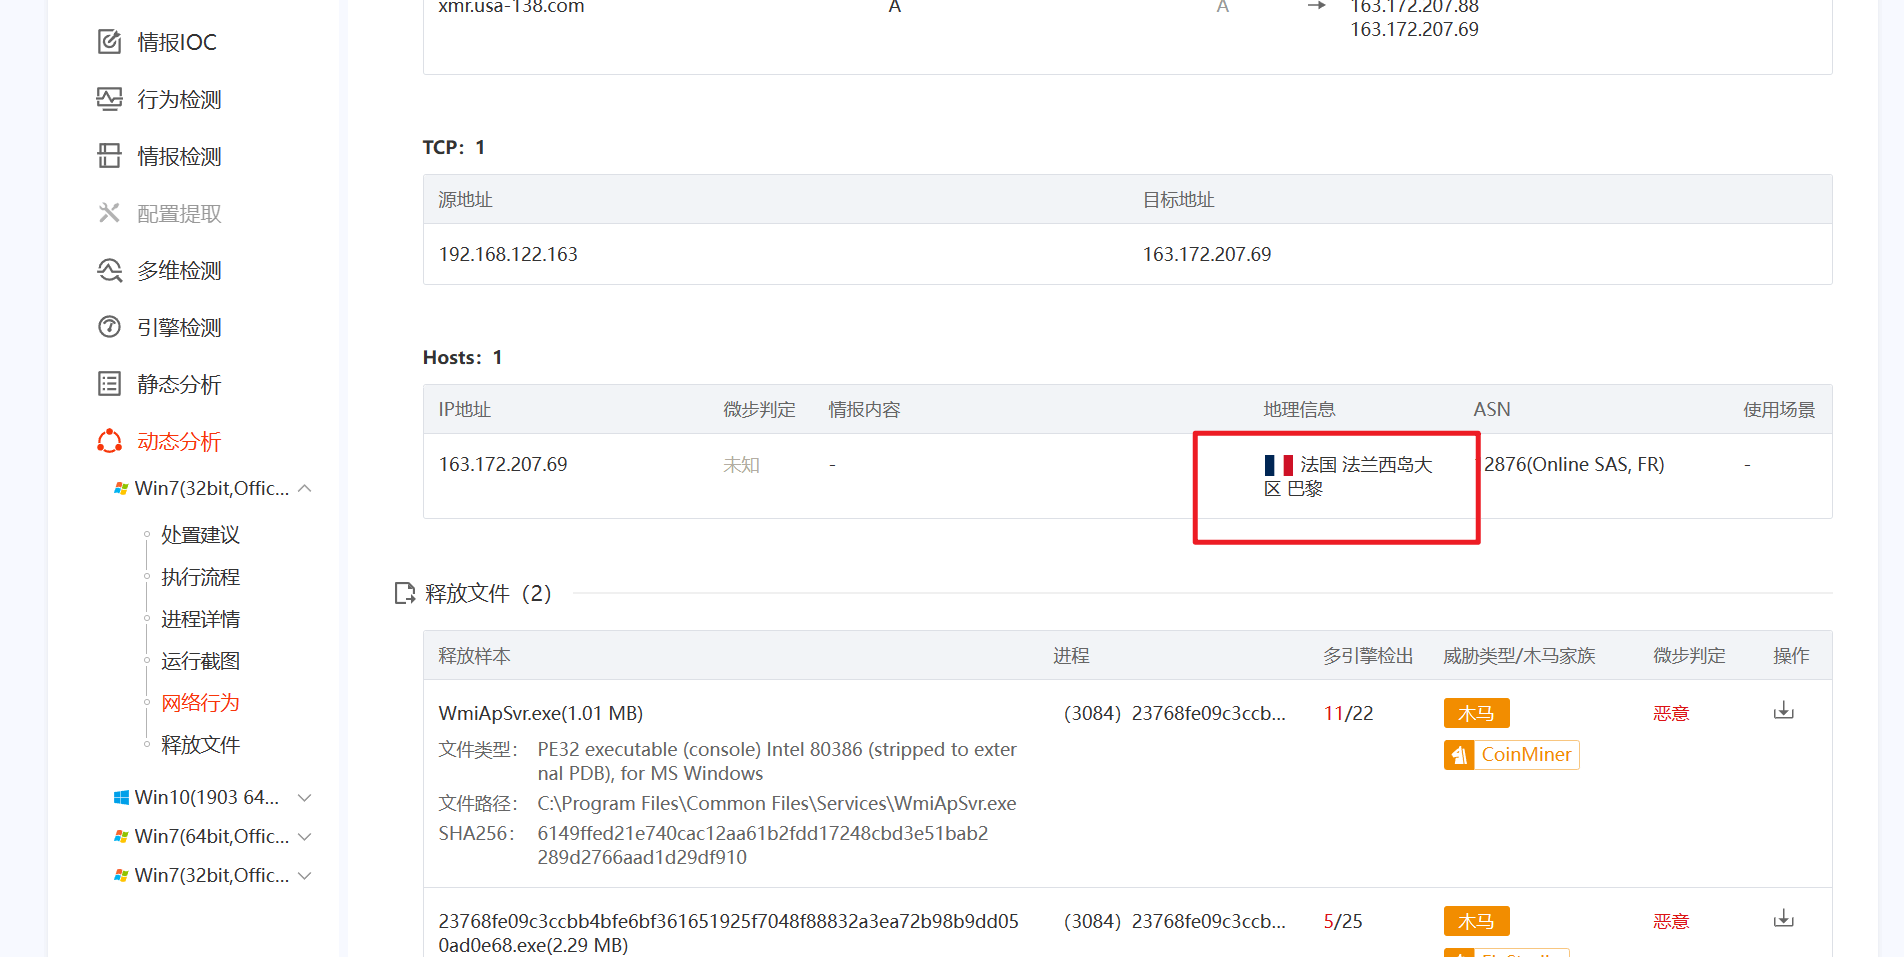 xmr.usa-138.com A A → 163.172.207.88
163.172.207.69
情报IOC
行为检测
情报检测
配置提取
多维检测
引擎检测
静态分析
动态分析
Win7(32bit,Offic...
处置建议
执行流程
进程详情
运行截图
网络行为
释放文件
Win10(1903 64...
Win7(64bit,Offic...
Win7(32bit,Offic...
TCP：1
源地址 目标地址
192.168.122.163 163.172.207.69
Hosts：1
IP地址 微步判定 情报内容 地理信息 ASN 使用场景
163.172.207.69 未知 - 法国 法兰西岛大 12876(Online SAS, FR) -
区 巴黎
释放文件（2）
释放样本 进程 多引擎检出 威胁类型/木马家族 微步判定 操作
WmiApSvr.exe(1.01 MB) （3084）23768fe09c3ccb... 11/22 木马 恶意
CoinMiner
文件类型： PE32 executable (console) Intel 80386 (stripped to exter
nal PDB), for MS Windows
文件路径： C:\Program Files\Common Files\Services\WmiApSvr.exe
SHA256： 6149ffed21e740cac12aa61b2fdd17248cbd3e51bab2
289d2766aad1d29df910
23768fe09c3ccbb4bfe6bf361651925f7048f88832a3ea72b98b9dd05 （3084）23768fe09c3ccb... 5/25 木马 恶意
0ad0e68.exe(2.29 MB)